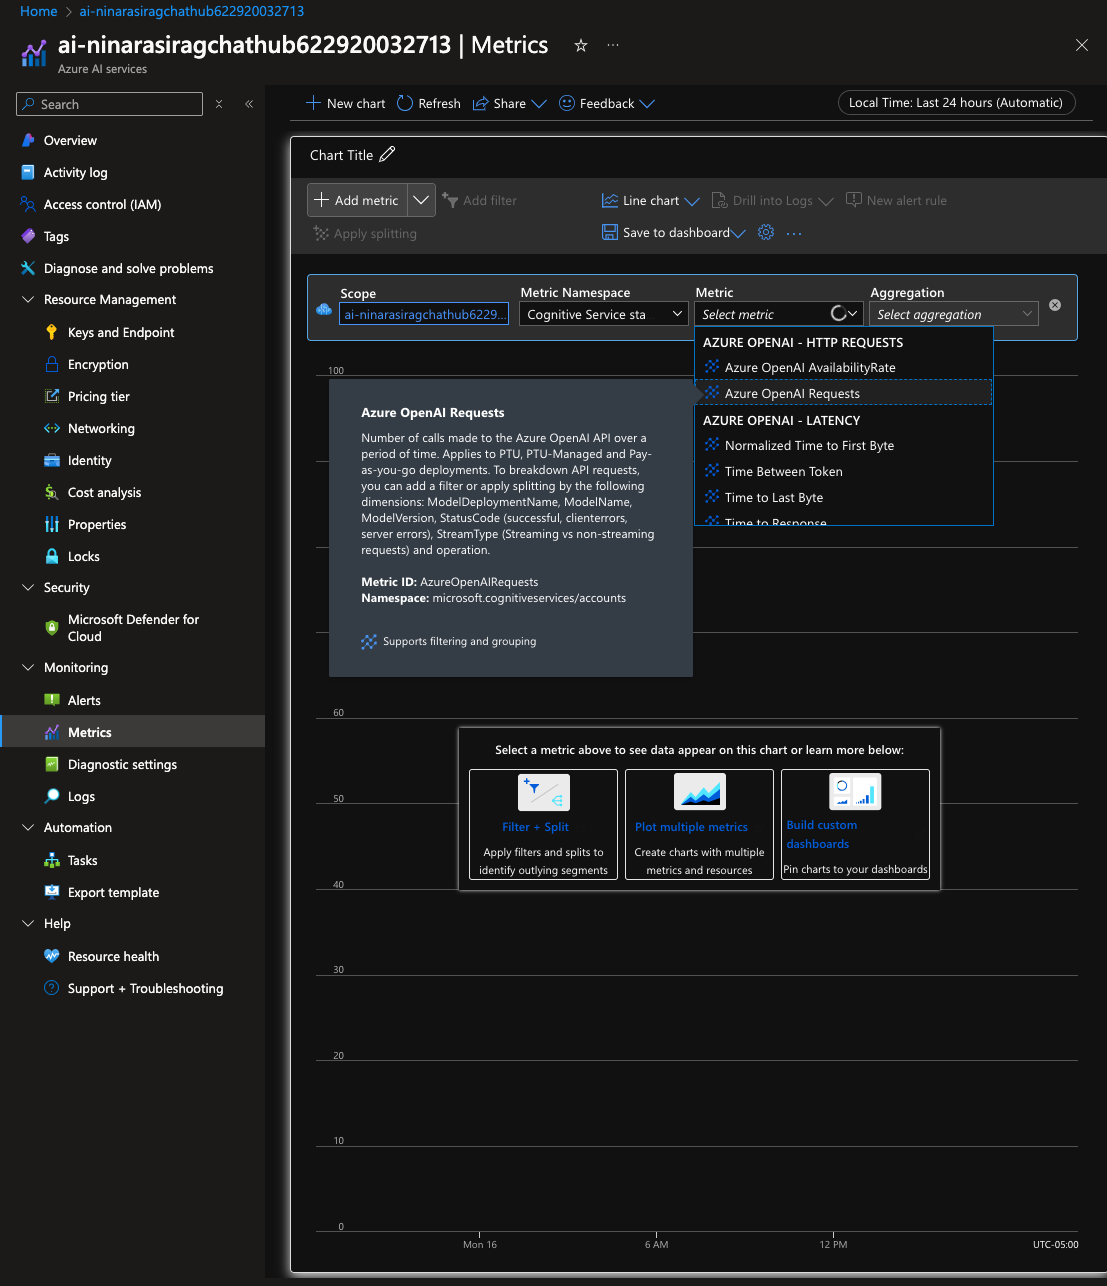 Home > ai-ninarasiragchathub622920032713
ai-ninarasiragchathub622920032713 | Metrics
Azure AI services
Search
Overview
Activity log
Access control (IAM)
Tags
Diagnose and solve problems
Resource Management
Keys and Endpoint
Encryption
Pricing tier
Networking
Identity
Cost analysis
Properties
Locks
Security
Microsoft Defender for
Cloud
Monitoring
Alerts
Metrics
Diagnostic settings
Logs
Automation
Tasks
Export template
Help
Resource health
Support + Troubleshooting
New chart Refresh Share Feedback
Local Time: Last 24 hours (Automatic)
Chart Title
Add metric Add filter Line chart Drill into Logs New alert rule
Apply splitting Save to dashboard
Scope Metric Namespace Metric Aggregation
ai-ninarasiragchathub6229... Cognitive Service sta Select metric Select aggregation
AZURE OPENAI - HTTP REQUESTS
Azure OpenAI AvailabilityRate
Azure OpenAI Requests
AZURE OPENAI - LATENCY
Normalized Time to First Byte
Time Between Token
Time to Last Byte
Time to Response
100
Azure OpenAI Requests
Number of calls made to the Azure OpenAI API over a
period of time. Applies to PTU, PTU-Managed and Pay-
as-you-go deployments. To breakdown API requests,
you can add a filter or apply splitting by the following
dimensions: ModelDeploymentName, ModelName,
ModelVersion, StatusCode (successful, clienterrors,
server errors), StreamType (Streaming vs non-streaming
requests) and operation.
Metric ID: AzureOpenAIRequests
Namespace: microsoft.cognitiveservices/accounts
Supports filtering and grouping
60
Select a metric above to see data appear on this chart or learn more below:
Filter + Split
Apply filters and splits to
identify outlying segments
Plot multiple metrics
Create charts with multiple
metrics and resources
Build custom
dashboards
Pin charts to your dashboards
50
40
30
20
10
0
Mon 16 6 AM 12 PM UTC-05:00